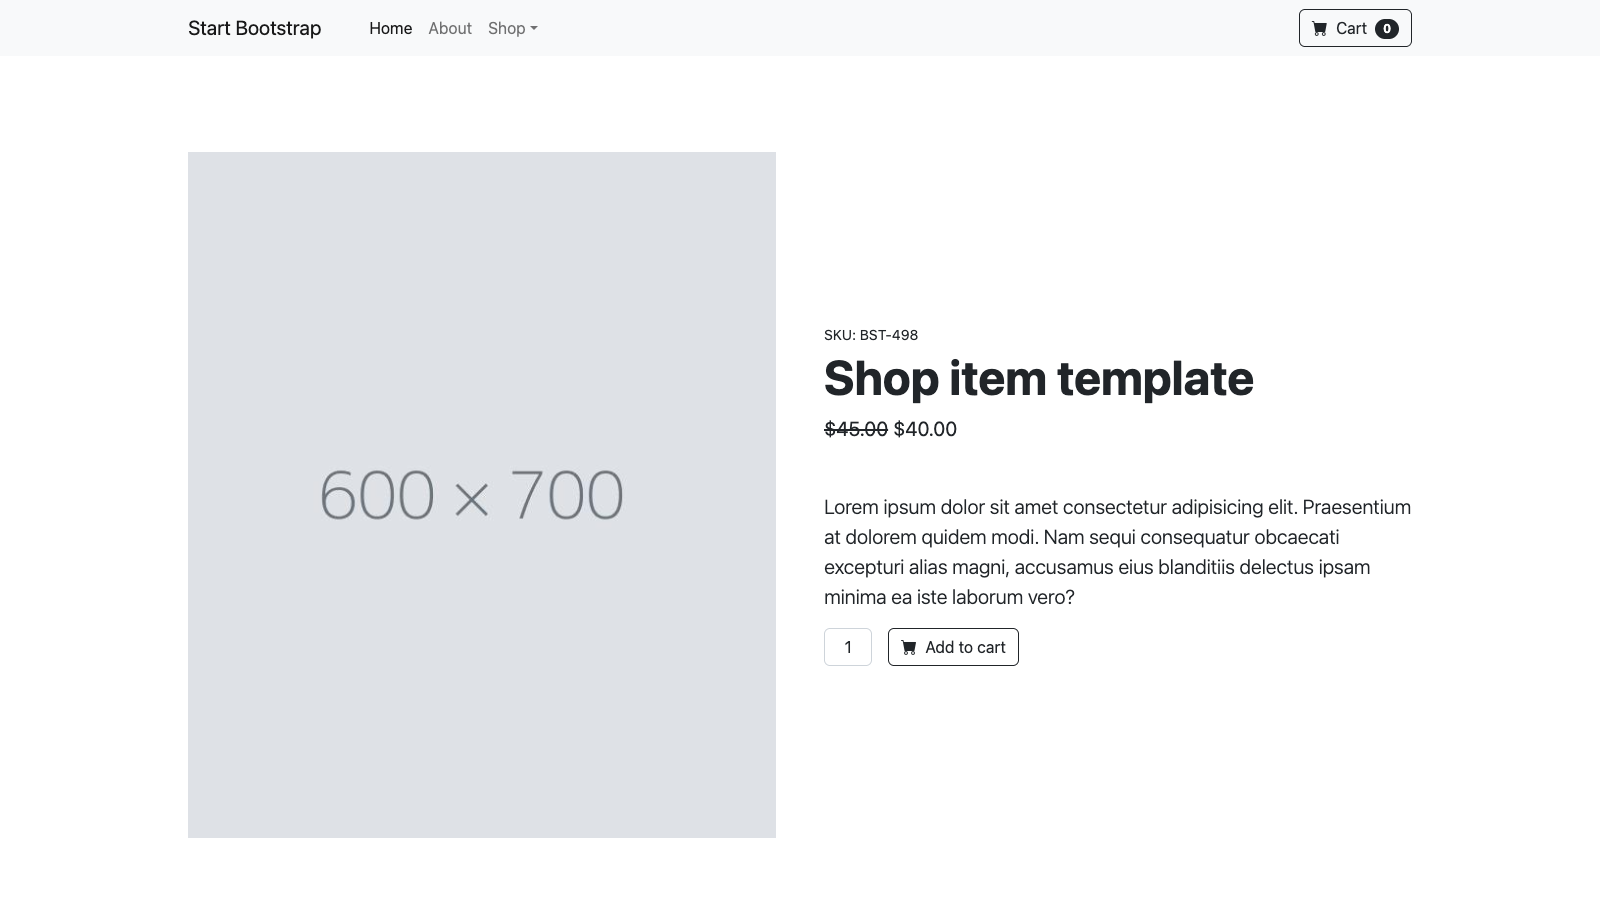 Start Bootstrap Home About Shop Cart 0
600 × 700
SKU: BST-498
Shop item template
$45.00 $40.00
Lorem ipsum dolor sit amet consectetur adipisicing elit. Praesentium
at dolorem quidem modi. Nam sequi consequatur obcaecati
excepturi alias magni, accusamus eius blanditiis delectus ipsam
minima ea iste laborum vero?
1 Add to cart